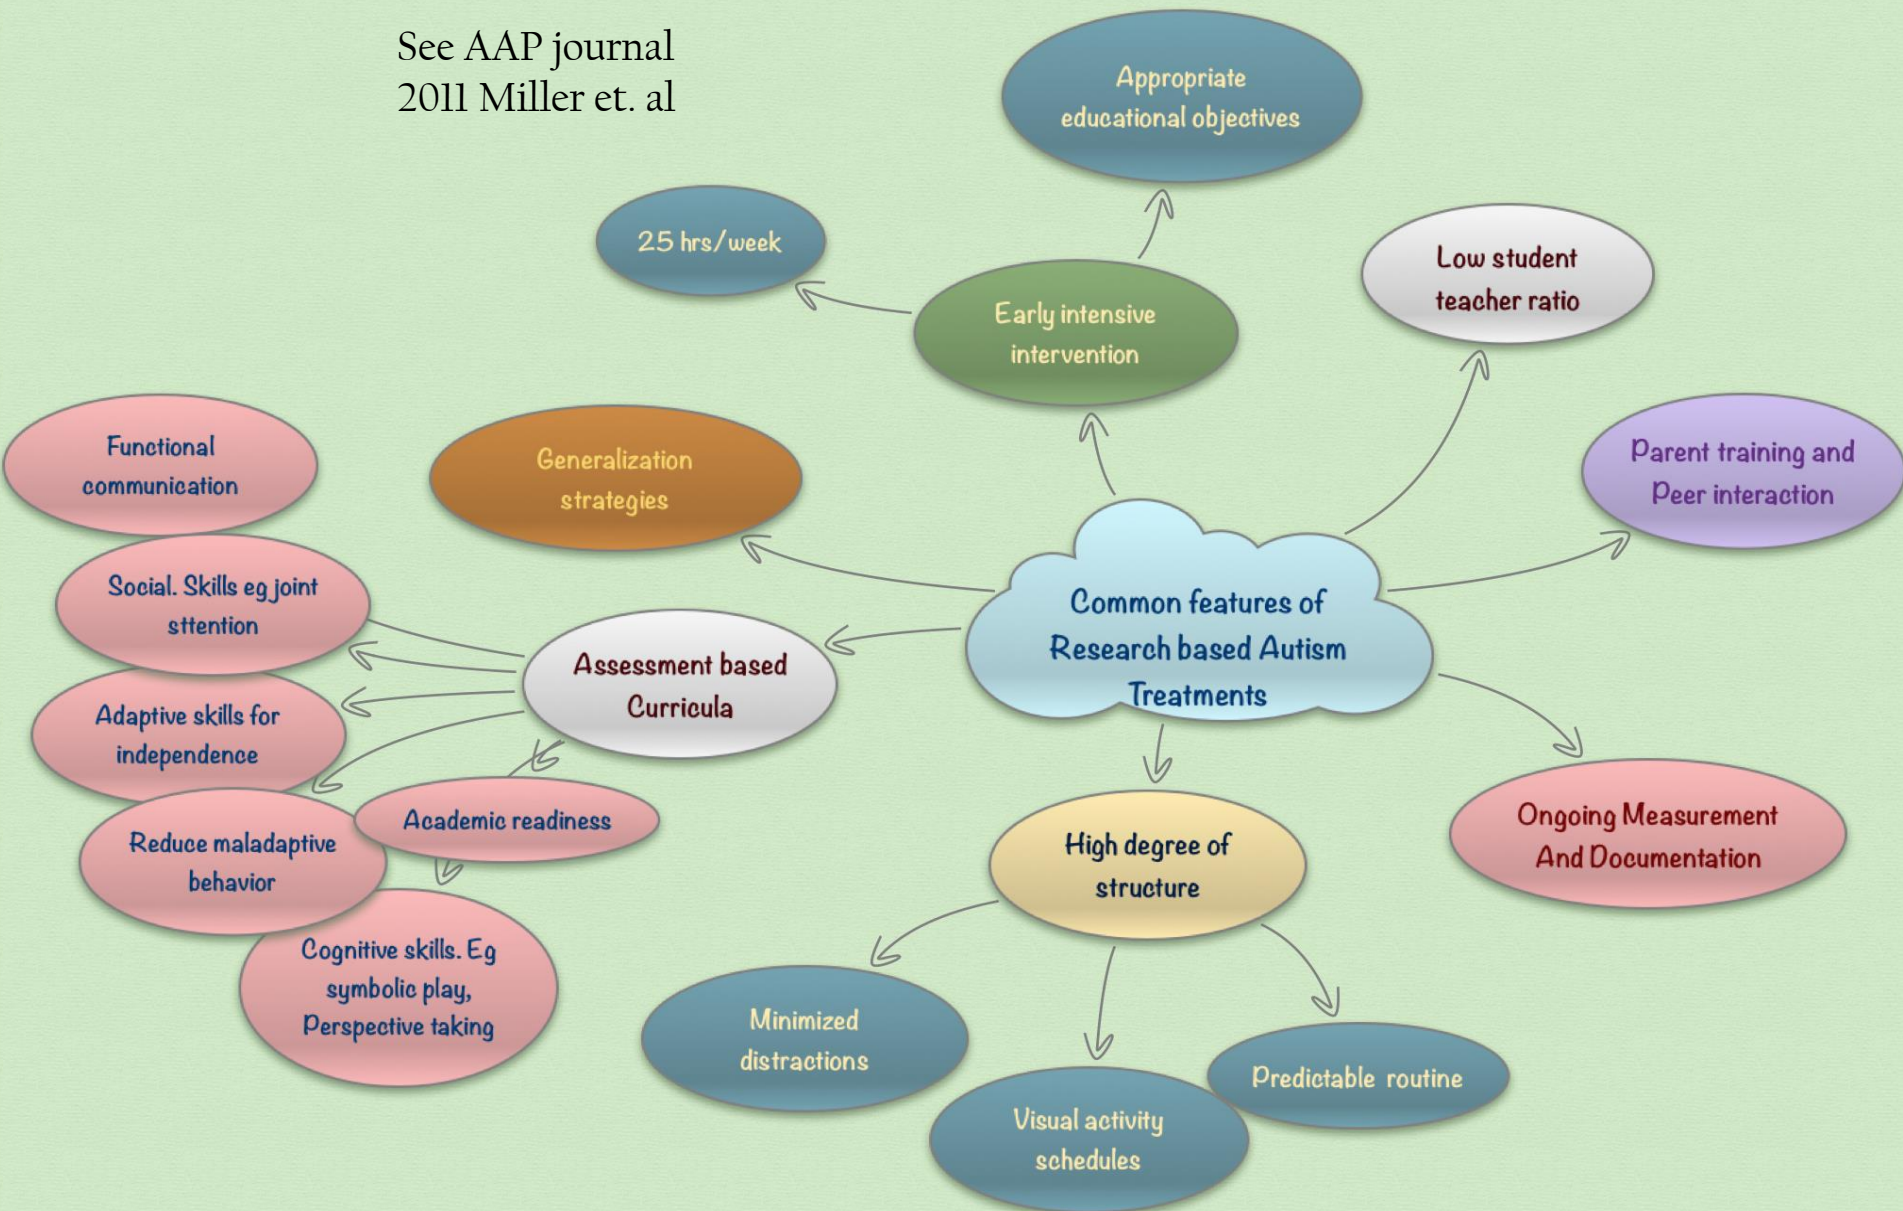 See AAP journal
2011 Miller et. al
Appropriate
educational objectives
25 hrs/week
Low student
teacher ratio
Early intensive
intervention
Functional
communication
Generalization
strategies
Parent training and
Peer interaction
Social. Skills eg joint
sttention
Common features of
Research based Autism
Treatments
Assessment based
Curricula
Adaptive skills for
independence
Reduce maladaptive
behavior
Academic readiness
High degree of
structure
Ongoing Measurement
And Documentation
Cognitive skills. Eg
symbolic play,
Perspective taking
Minimized
distractions
Visual activity
schedules
Predictable routine